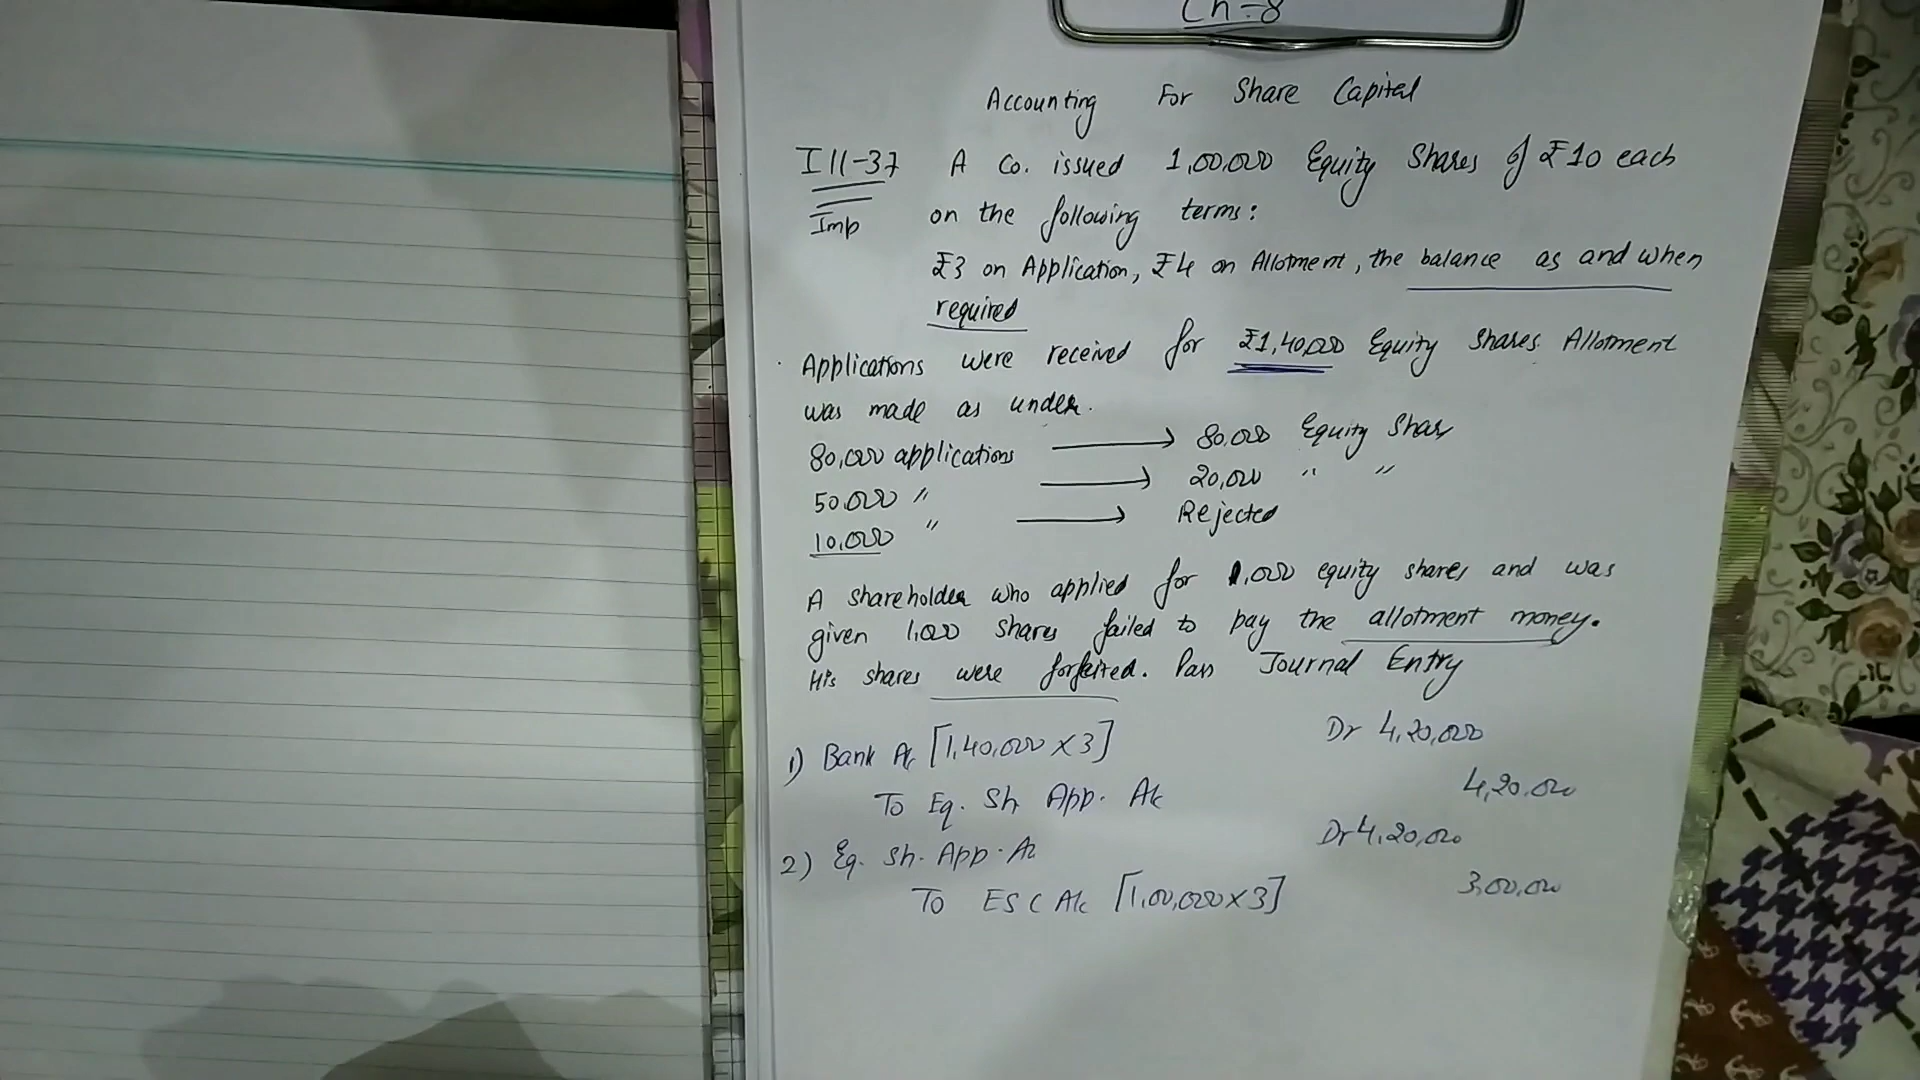 Ch-8
Accounting For Share Capital
Ill-37 A Co. issued 1,00,000 Equity Shares of ₹10 each
Imp on the following terms:
₹3 on Application, ₹4 on Allotment, the balance as and when
required
Applications were received for ₹1,40,000 Equity Shares Allotment
was made as under.
80,000 applications → 80,000 Equity Share
50,000 " → 20,000 " "
10,000 " → Rejected
A shareholder who applied for 1,000 equity shares and was
given 1,000 shares failed to pay the allotment money.
His shares were forfeited. Pass Journal Entry
1) Bank A/c [1,40,000 x 3] Dr 4,20,000
To Eq. Sh App. A/c 4,20,000
2) Eq. Sh. App. A/c Dr 4,20,000
To ESC A/c [1,00,000 x 3] 3,00,000